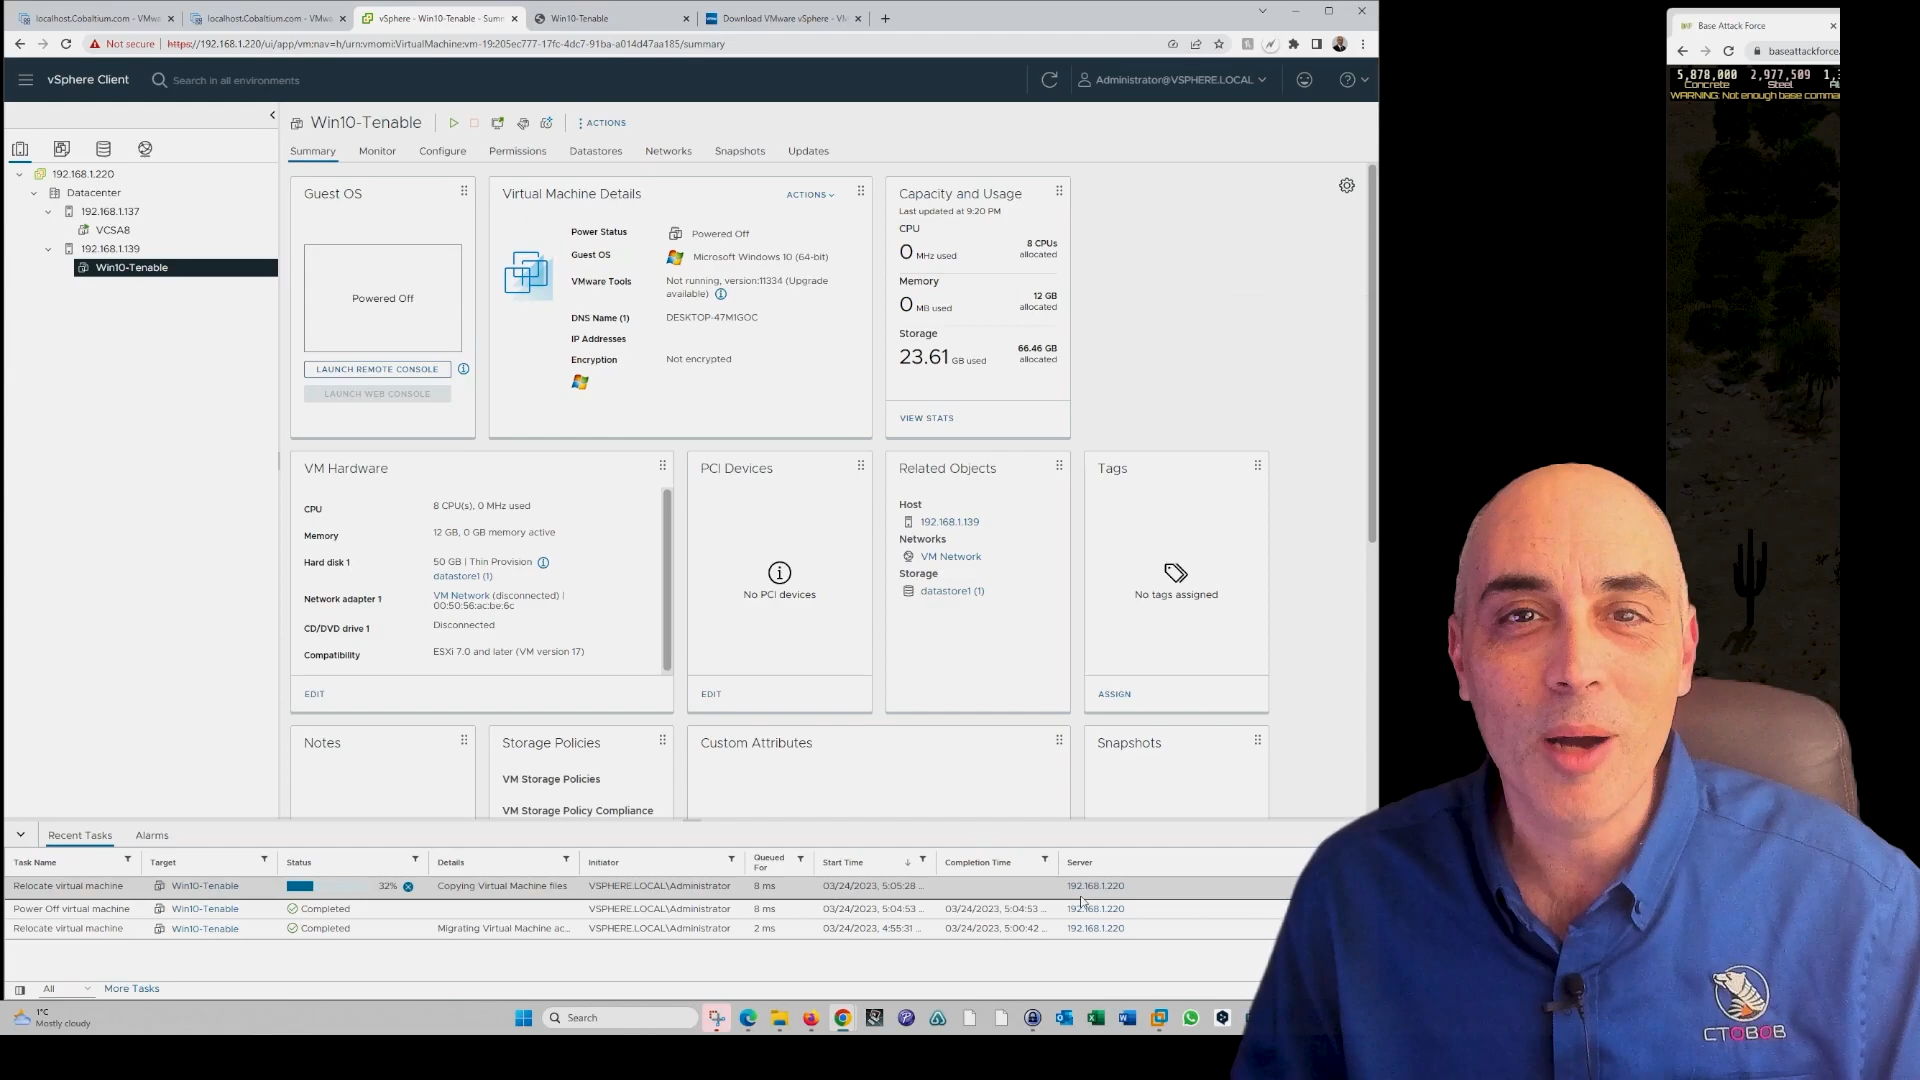 localhost.Cobaltium.com - VMwa
localhost.Cobaltium.com - VMwa
vSphere - Win10-Tenable - Summ
Win10-Tenable
Download VMware vSphere - VM
Not secure
https://192.168.1.220/ui/app/vm;nav=h/urn:vmomi:VirtualMachine:vm-19:205ec777-17fc-4dc7-91ba-a014d47aa185/summary
Base Attack Force
baseattackforce.
5,878,000 2,977,509
Concrete Steel
WARNING: Not enough base comma
vSphere Client
Search in all environments
Administrator@VSPHERE.LOCAL
Win10-Tenable
ACTIONS
Summary Monitor Configure Permissions Datastores Networks Snapshots Updates
192.168.1.220
Datacenter
192.168.1.137
VCSA8
192.168.1.139
Win10-Tenable
Guest OS
Powered Off
LAUNCH REMOTE CONSOLE
LAUNCH WEB CONSOLE
Virtual Machine Details
ACTIONS
Power Status Powered Off
Guest OS Microsoft Windows 10 (64-bit)
VMware Tools Not running, version:11334 (Upgrade
available)
DNS Name (1) DESKTOP-47M1GOC
IP Addresses
Encryption Not encrypted
Capacity and Usage
Last updated at 9:20 PM
CPU
0 MHz used 8 CPUs
allocated
Memory
0 MB used 12 GB
allocated
Storage
23.61 GB used 66.46 GB
allocated
VIEW STATS
VM Hardware
CPU 8 CPU(s), 0 MHz used
Memory 12 GB, 0 GB memory active
Hard disk 1 50 GB | Thin Provision
datastore1 (1)
Network adapter 1 VM Network (disconnected) |
00:50:56:ac:be:6c
CD/DVD drive 1 Disconnected
Compatibility ESXi 7.0 and later (VM version 17)
EDIT
PCI Devices
No PCI devices
EDIT
Related Objects
Host
192.168.1.139
Networks
VM Network
Storage
datastore1 (1)
Tags
No tags assigned
ASSIGN
Notes
Storage Policies
VM Storage Policies
VM Storage Policy Compliance
Custom Attributes
Snapshots
Recent Tasks Alarms
Task Name Target Status Details Initiator Queued For Start Time Completion Time Server
Relocate virtual machine Win10-Tenable 32% Copying Virtual Machine files VSPHERE.LOCAL\Administrator 8 ms 03/24/2023, 5:05:28 ... 192.168.1.220
Power Off virtual machine Win10-Tenable Completed VSPHERE.LOCAL\Administrator 8 ms 03/24/2023, 5:04:53 ... 03/24/2023, 5:04:53 ... 192.168.1.220
Relocate virtual machine Win10-Tenable Completed Migrating Virtual Machine ac... VSPHERE.LOCAL\Administrator 2 ms 03/24/2023, 4:55:31 ... 03/24/2023, 5:00:42 ... 192.168.1.220
All More Tasks
1°C
Mostly cloudy
Search
CTOBOB